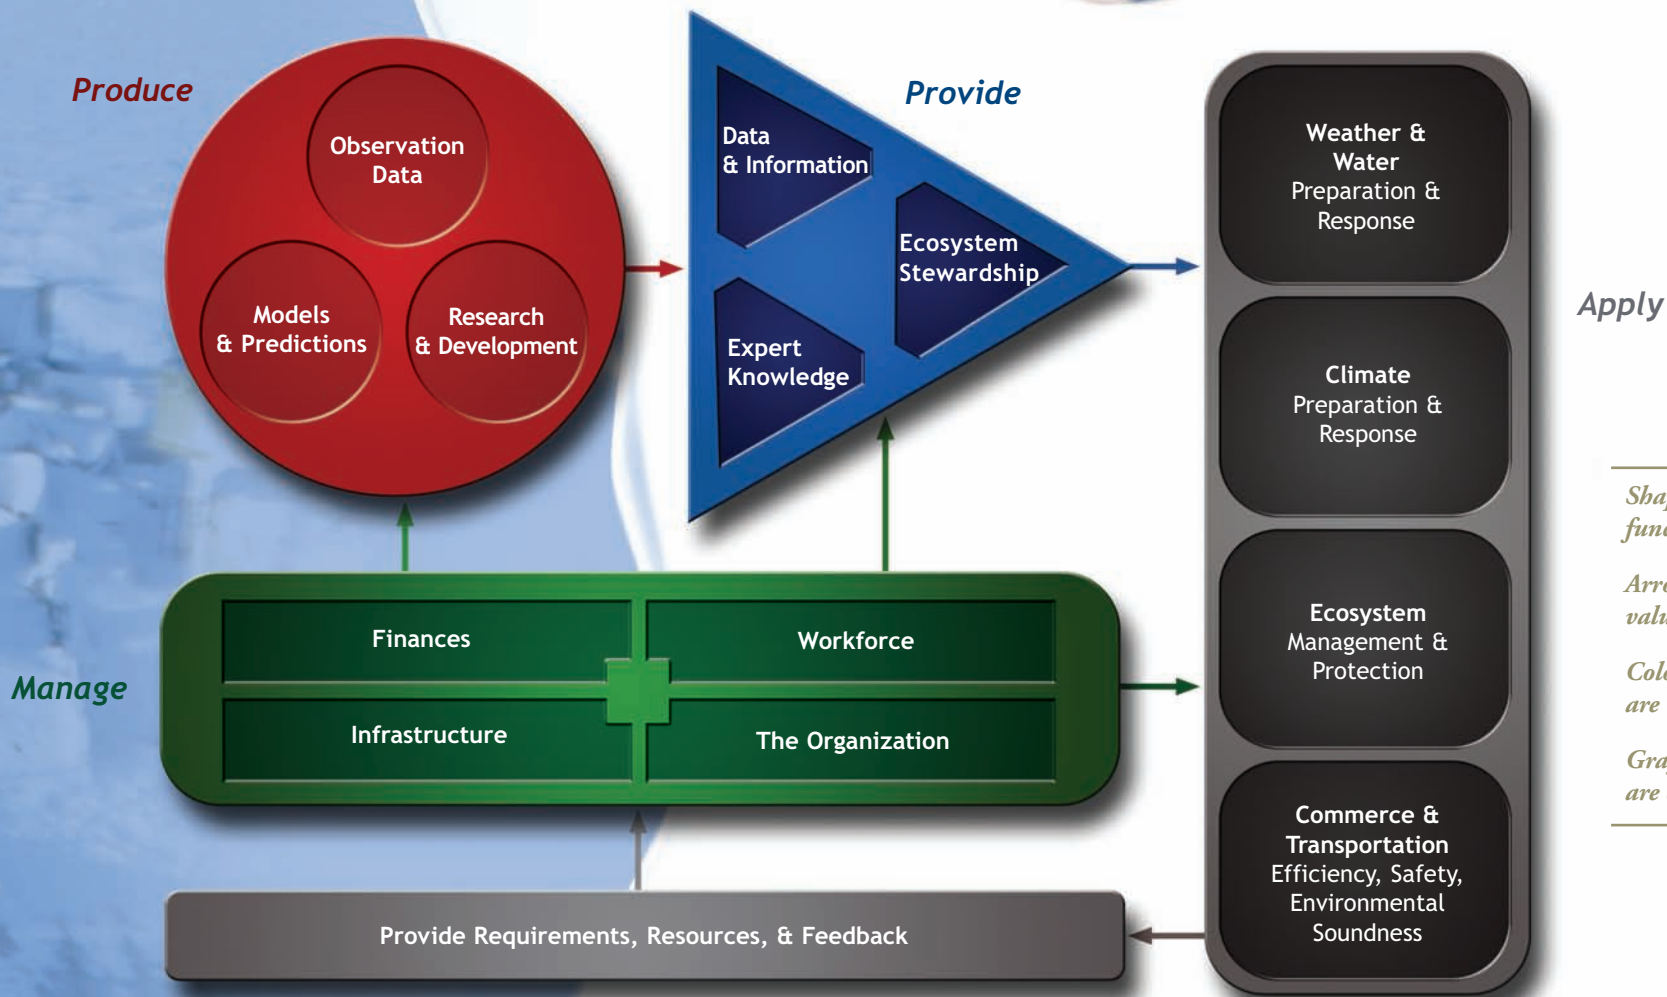 Produce
Observation
Data
Models
& Predictions
Research
& Development
Provide
Data
& Information
Ecosystem
Stewardship
Expert
Knowledge
Weather &
Water
Preparation &
Response
Climate
Preparation &
Response
Ecosystem
Management &
Protection
Commerce &
Transportation
Efficiency, Safety,
Environmental
Soundness
Apply
Manage
Finances
Workforce
Infrastructure
The Organization
Provide Requirements, Resources, & Feedback
are
are